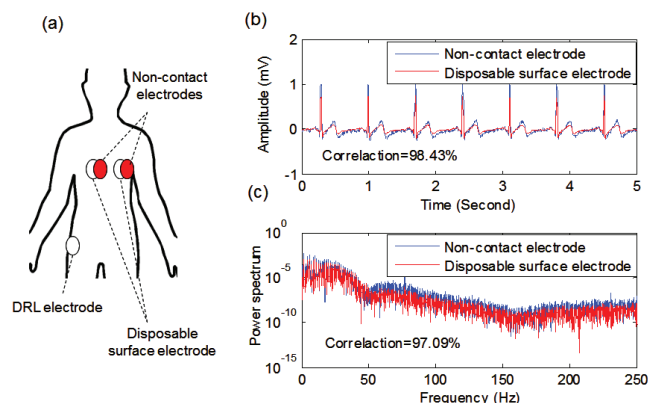 (a)
Non-contact
electrodes
DRL electrode
Disposable
surface electrode
(b)
2
1
0
-1
Amplitude (mV)
Non-contact electrode
Disposable surface electrode
Correlaction=98.43%
0 1 2 3 4 5
Time (Second)
(c)
10^0
10^-5
10^-10
10^-15
Power spectrum
Non-contact electrode
Disposable surface electrode
Correlaction=97.09%
0 50 100 150 200 250
Frequency (Hz)